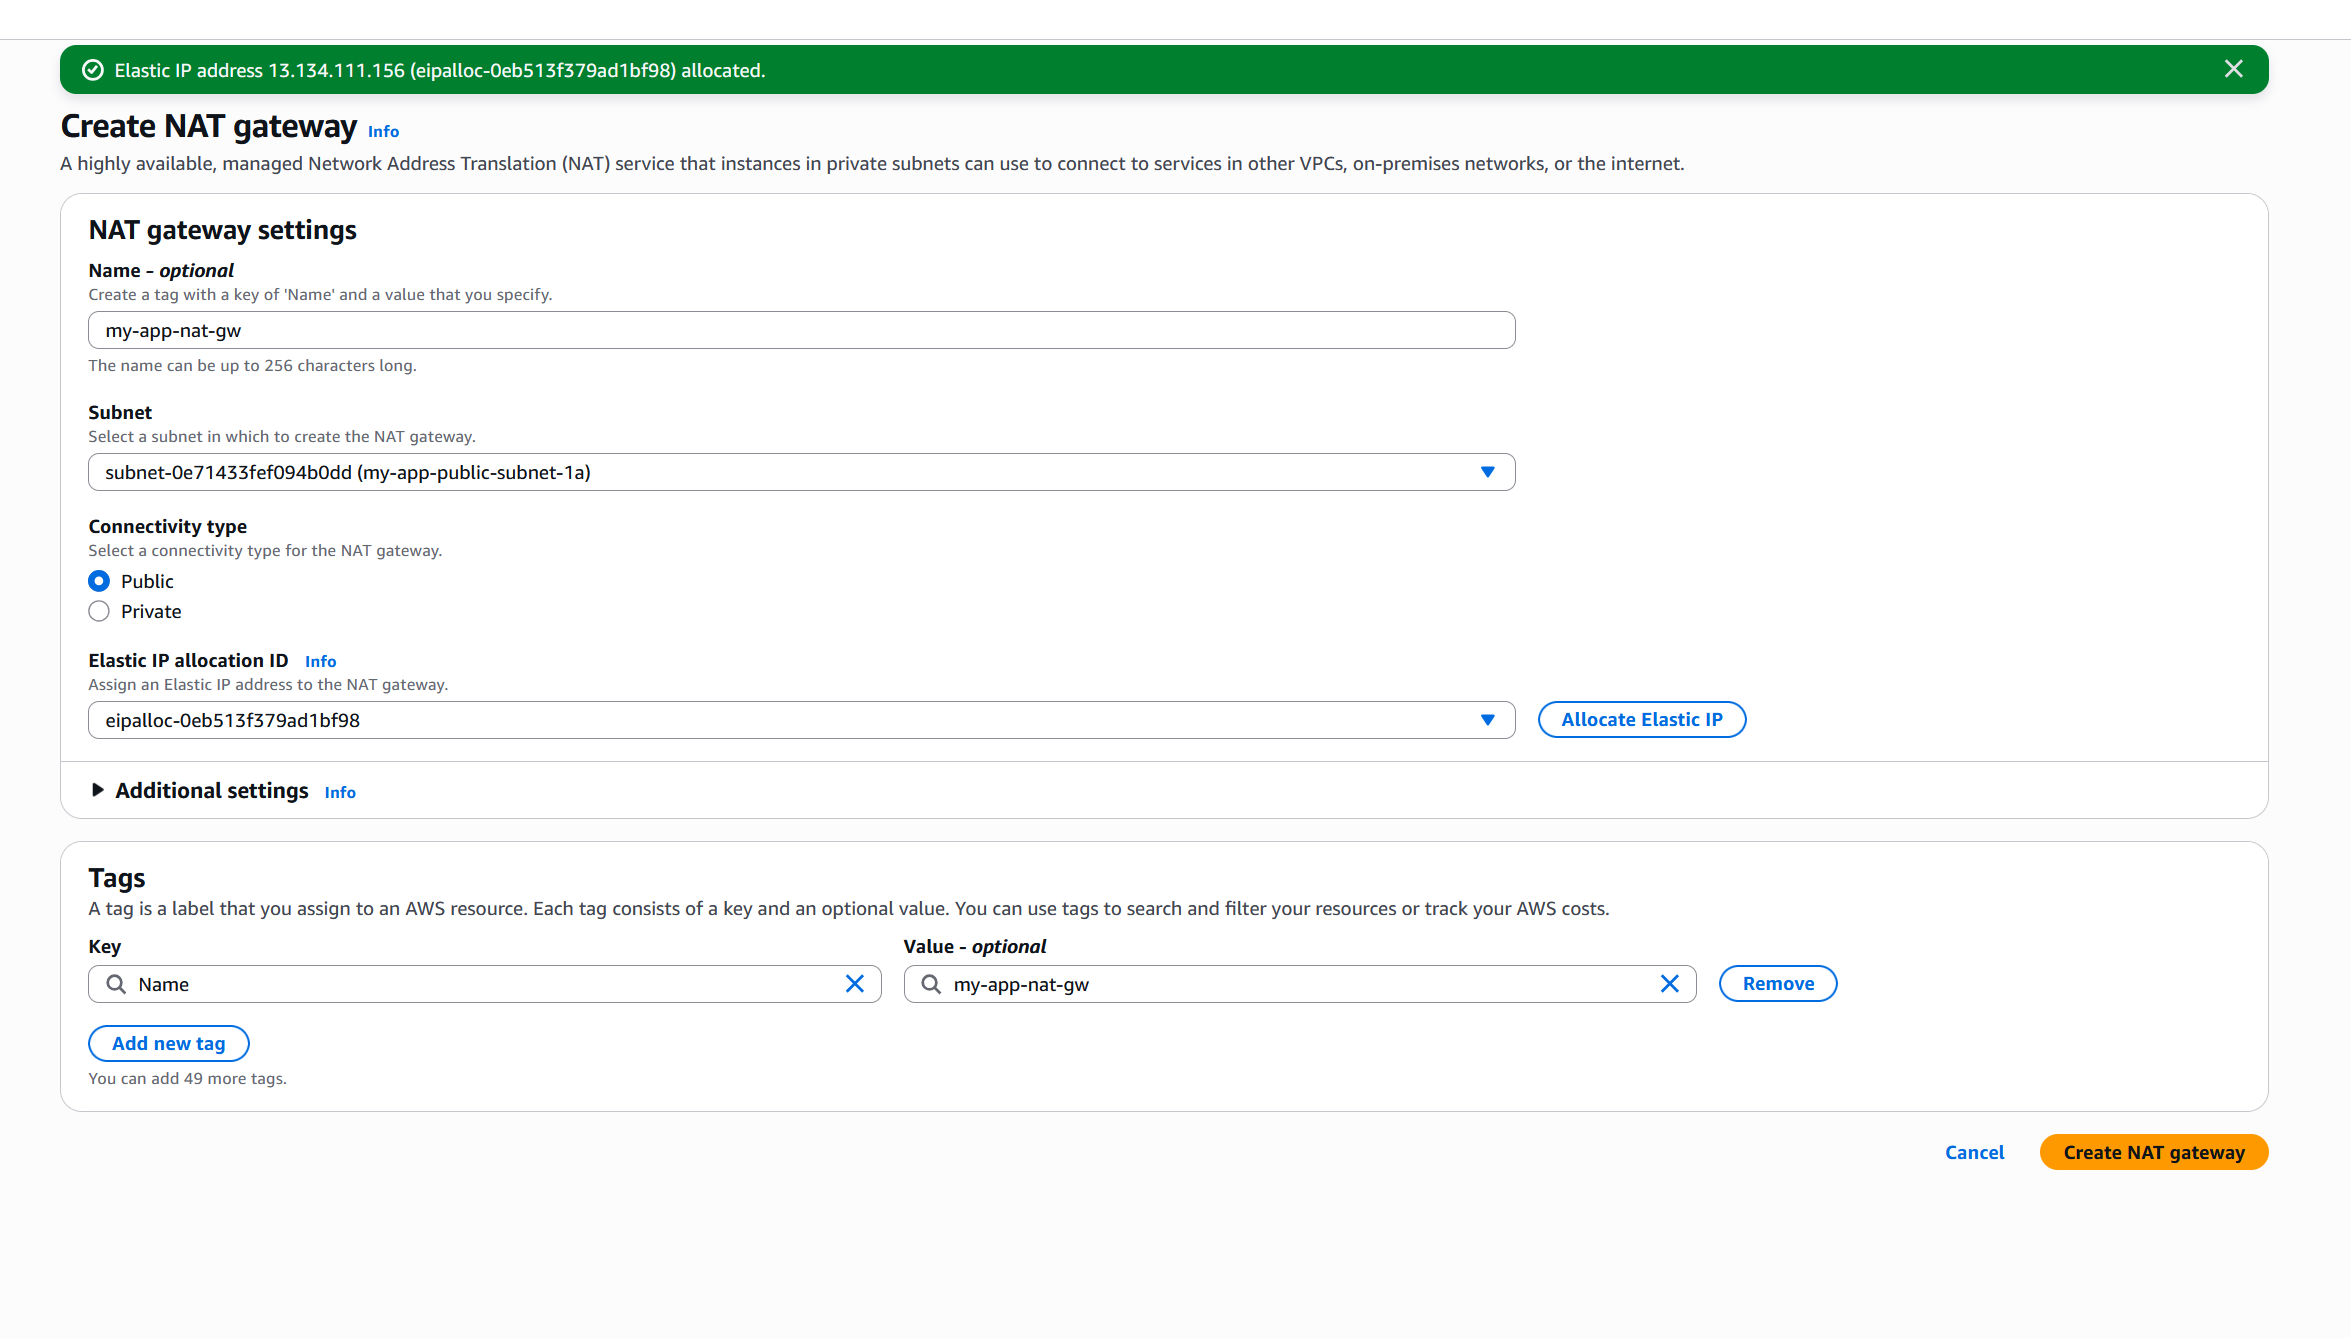 Elastic IP address 13.134.111.156 (eipalloc-0eb513f379ad1bf98) allocated.
Create NAT gateway Info
A highly available, managed Network Address Translation (NAT) service that instances in private subnets can use to connect to services in other VPCs, on-premises networks, or the internet.
NAT gateway settings
Name - optional
Create a tag with a key of 'Name' and a value that you specify.
my-app-nat-gw
The name can be up to 256 characters long.
Subnet
Select a subnet in which to create the NAT gateway.
subnet-0e71433fef094b0dd (my-app-public-subnet-1a)
Connectivity type
Select a connectivity type for the NAT gateway.
Public
Private
Elastic IP allocation ID Info
Assign an Elastic IP address to the NAT gateway.
eipalloc-0eb513f379ad1bf98 Allocate Elastic IP
Additional settings Info
Tags
A tag is a label that you assign to an AWS resource. Each tag consists of a key and an optional value. You can use tags to search and filter your resources or track your AWS costs.
Key Value - optional
Name my-app-nat-gw Remove
Add new tag
You can add 49 more tags.
Cancel Create NAT gateway